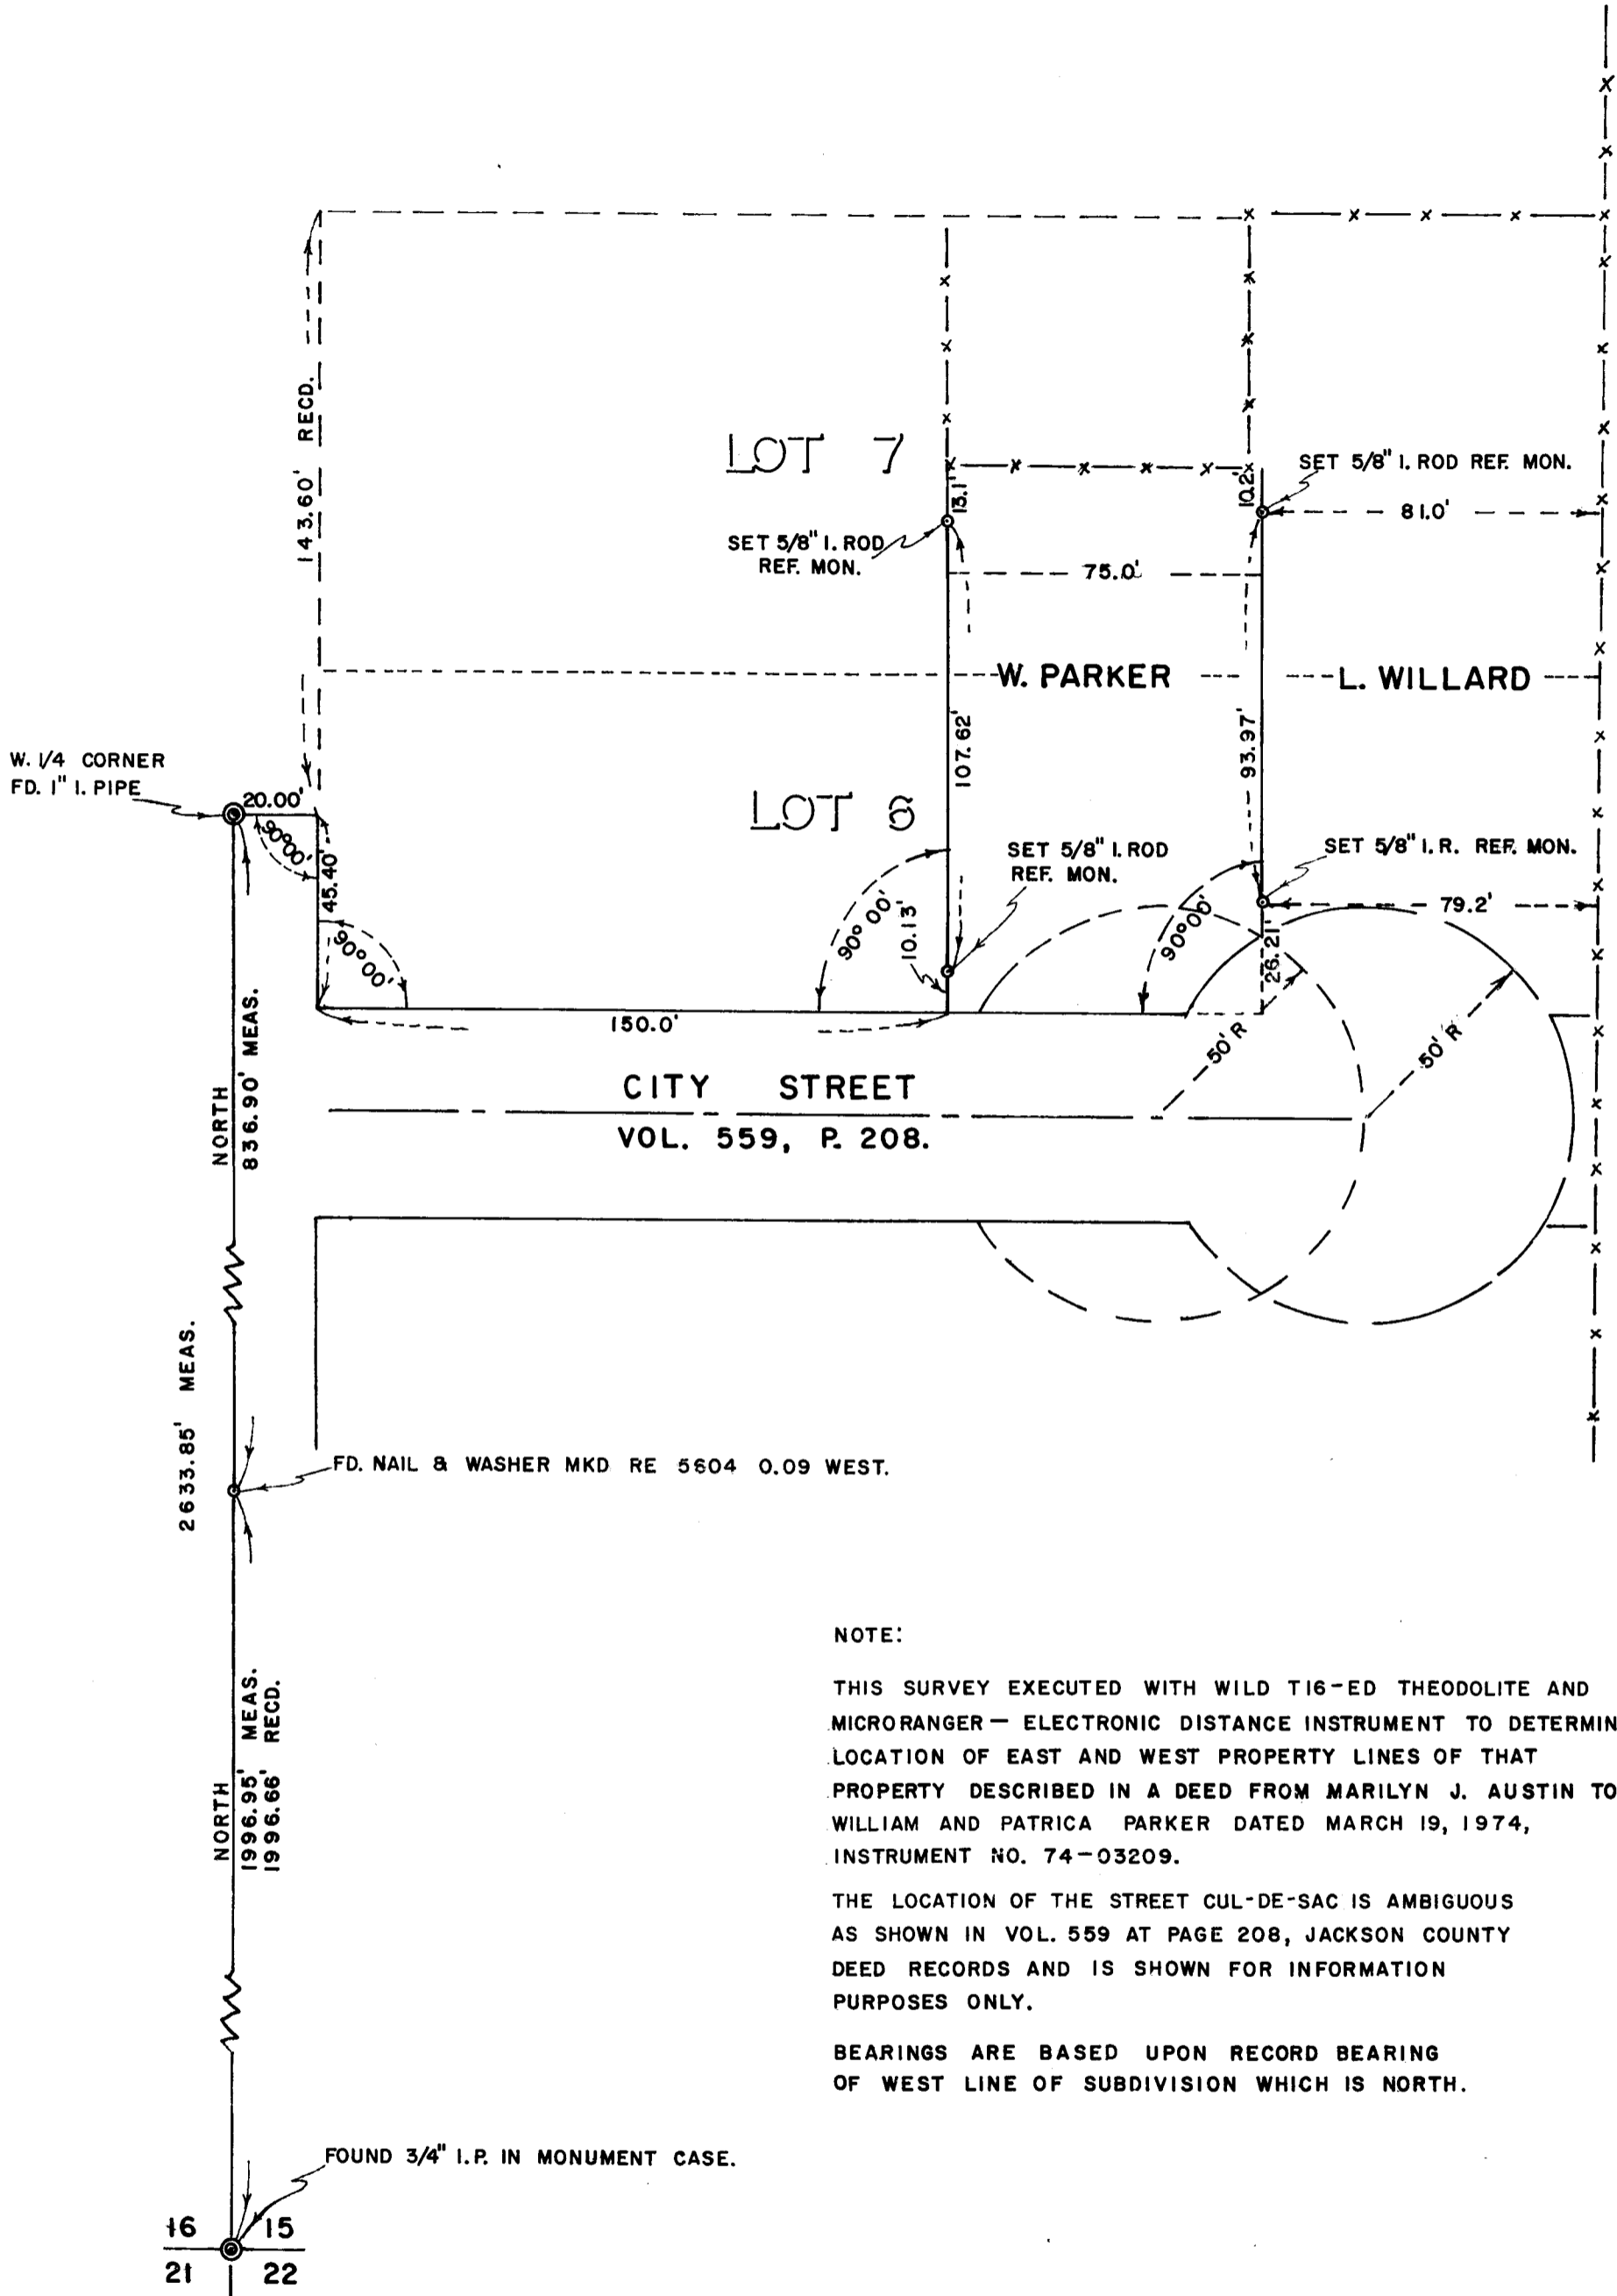 143.60' RECD.
LOT 7
13.1'
10.2'
SET 5/8" I. ROD REF. MON.
81.0'
SET 5/8" I. ROD
REF. MON.
75.0'
W. PARKER
L. WILLARD
107.62'
93.97'
W. 1/4 CORNER
FD. 1" I. PIPE
20.00'
90°00'
45.40'
90°00'
LOT 6
SET 5/8" I. ROD
REF. MON.
SET 5/8" I.R. REF. MON.
79.2'
90°00'
10.13'
90°00'
26.21'
150.0'
50' R
50' R
CITY STREET
VOL. 559, P. 208.
NORTH
836.90' MEAS.
2633.85' MEAS.
FD. NAIL & WASHER MKD RE 5604 0.09 WEST.
NORTH
1996.95' MEAS.
1996.66' RECD.
NOTE:
THIS SURVEY EXECUTED WITH WILD T16-ED THEODOLITE AND
MICRORANGER — ELECTRONIC DISTANCE INSTRUMENT TO DETERMIN
LOCATION OF EAST AND WEST PROPERTY LINES OF THAT
PROPERTY DESCRIBED IN A DEED FROM MARILYN J. AUSTIN TO
WILLIAM AND PATRICA PARKER DATED MARCH 19, 1974,
INSTRUMENT NO. 74-03209.
THE LOCATION OF THE STREET CUL-DE-SAC IS AMBIGUOUS
AS SHOWN IN VOL. 559 AT PAGE 208, JACKSON COUNTY
DEED RECORDS AND IS SHOWN FOR INFORMATION
PURPOSES ONLY.
BEARINGS ARE BASED UPON RECORD BEARING
OF WEST LINE OF SUBDIVISION WHICH IS NORTH.
FOUND 3/4" I.P. IN MONUMENT CASE.
16 15
21 22